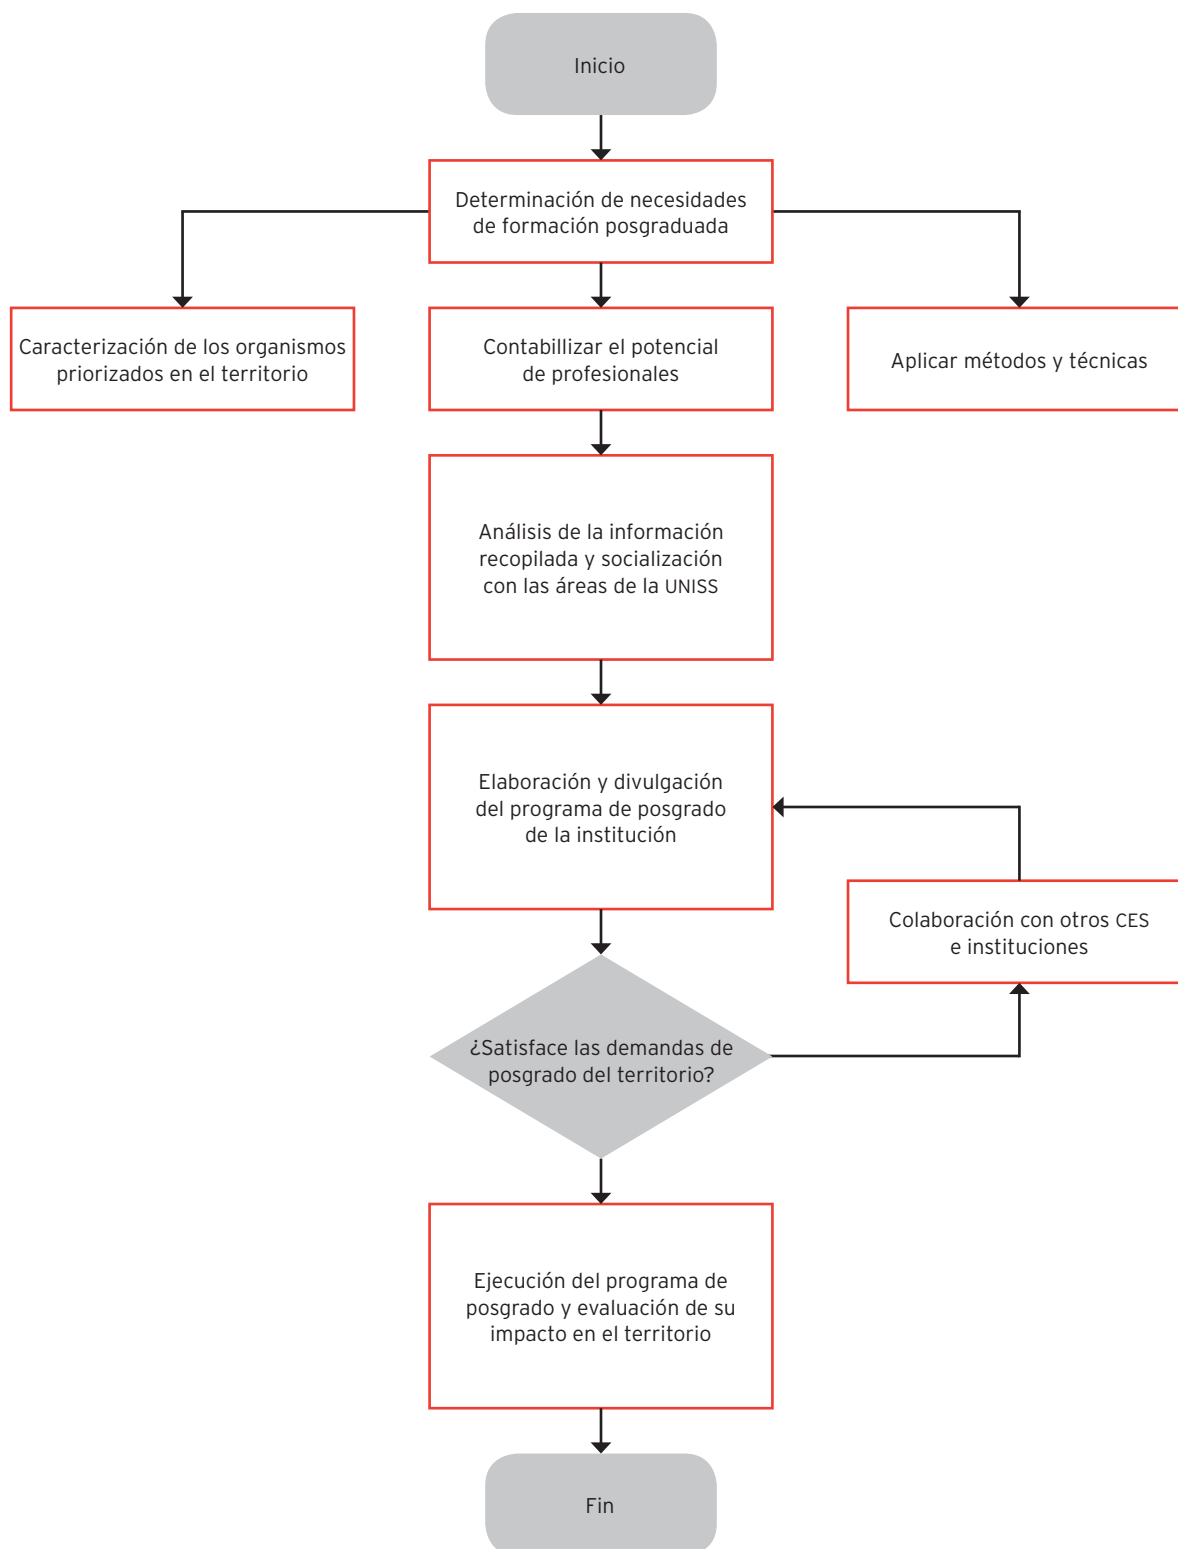 Inicio
Determinación de necesidades
de formación posgraduada
Caracterización de los organismos
priorizados en el territorio
Contabillizar el potencial
de profesionales
Aplicar métodos y técnicas
Análisis de la información
recopilada y socialización
con las áreas de la UNISS
Elaboración y divulgación
del programa de posgrado
de la institución
Colaboración con otros CES
e instituciones
¿Satisface las demandas de
posgrado del territorio?
Ejecución del programa de
posgrado y evaluación de su
impacto en el territorio
Fin